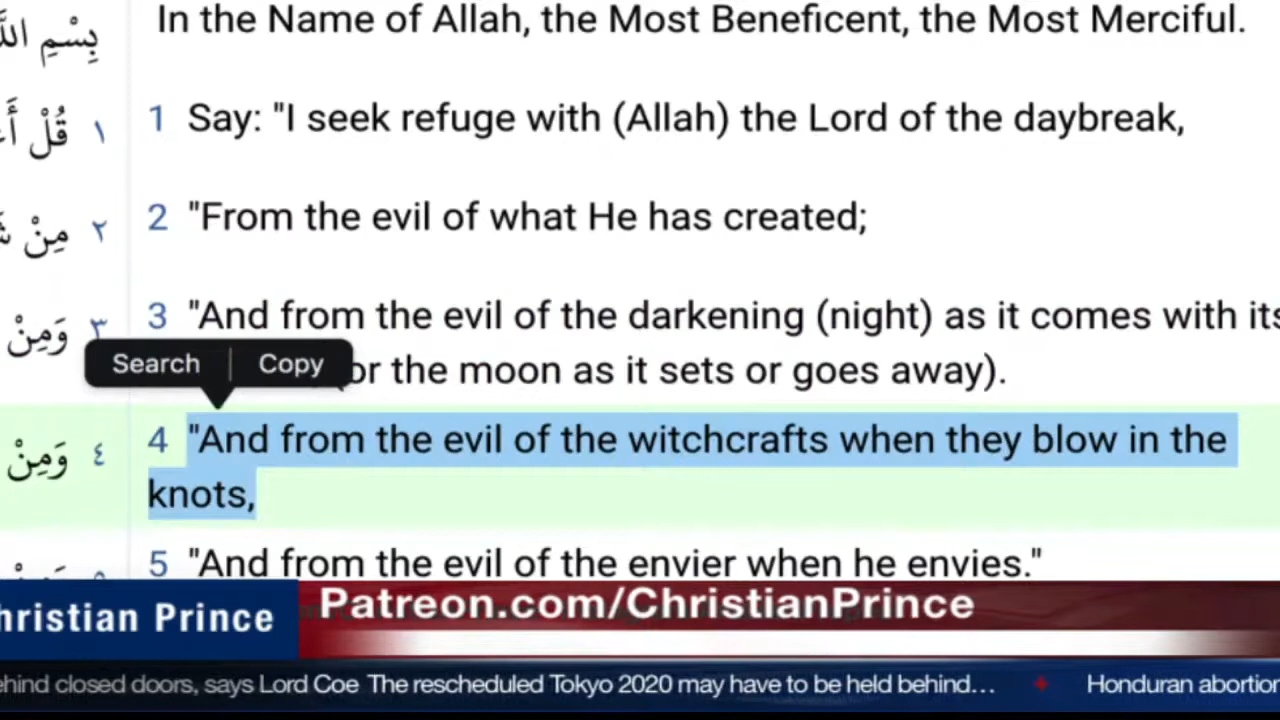 بِسْمِ
In the Name of Allah, the Most Beneficent, the Most Merciful.
١ قُلْ
1 Say: "I seek refuge with (Allah) the Lord of the daybreak,
٢ مِنْ
2 "From the evil of what He has created;
٣ وَمِنْ
3 "And from the evil of the darkening (night) as it comes with its
(or the moon as it sets or goes away).
Search Copy
٤ وَمِنْ
4 "And from the evil of the witchcrafts when they blow in the
knots,
5 "And from the evil of the envier when he envies."
Christian Prince
Patreon.com/ChristianPrince
behind closed doors, says Lord Coe The rescheduled Tokyo 2020 may have to be held behind... Honduran abortion